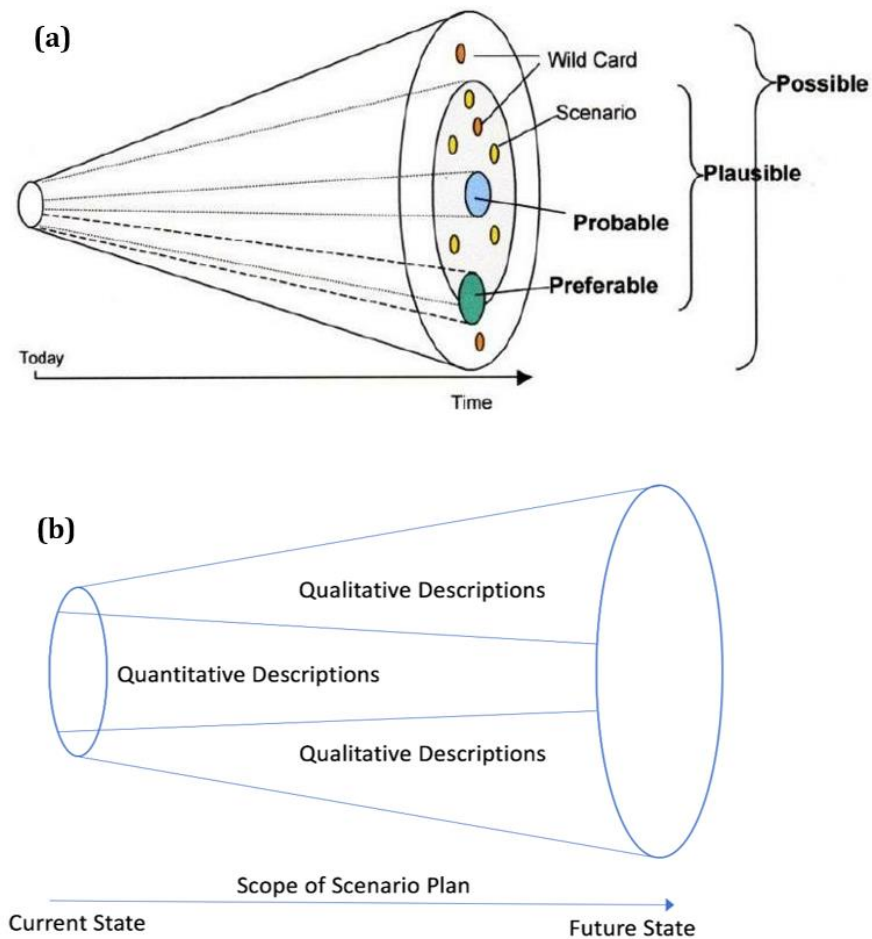 (a)
Wild Card
Possible
Scenario
Plausible
Probable
Preferable
Today
Time
(b)
Qualitative Descriptions
Quantitative Descriptions
Qualitative Descriptions
Scope of Scenario Plan
Current State
Future State